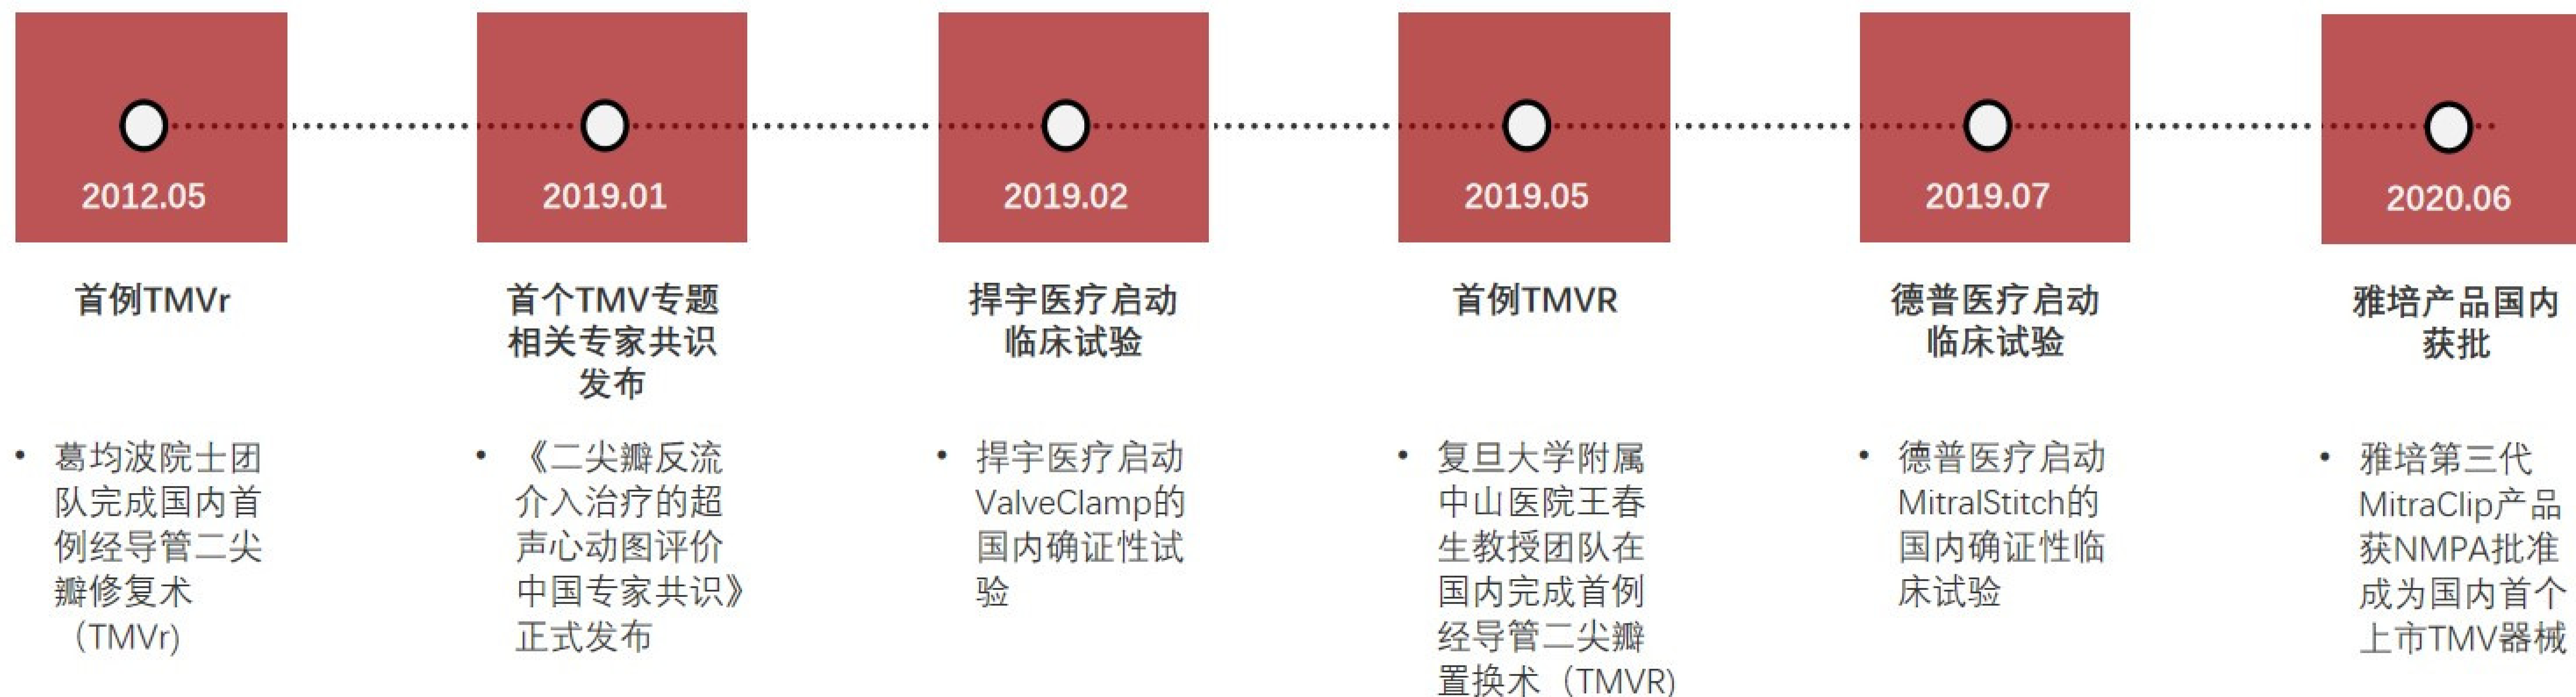 2012.05
首例TMVr
• 葛均波院士团
队完成国内首
例经导管二尖
瓣修复术
（TMVr)
2019.01
首个TMV专题
相关专家共识
发布
• 《二尖瓣反流
介入治疗的超
声心动图评价
中国专家共识》
正式发布
2019.02
捍宇医疗启动
临床试验
• 捍宇医疗启动
ValveClamp的
国内确证性试
验
2019.05
首例TMVR
• 复旦大学附属
中山医院王春
生教授团队在
国内完成首例
经导管二尖瓣
置换术（TMVR)
2019.07
德普医疗启动
临床试验
• 德普医疗启动
MitralStitch的
国内确证性临
床试验
2020.06
雅培产品国内
获批
• 雅培第三代
MitraClip产品
获NMPA批准
成为国内首个
上市TMV器械